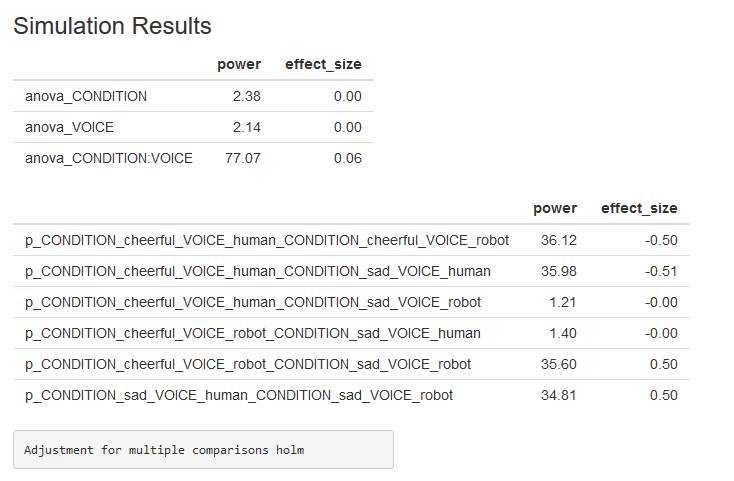 Simulation Results
power effect_size
anova_CONDITION 2.38 0.00
anova_VOICE 2.14 0.00
anova_CONDITION:VOICE 77.07 0.06
power effect_size
p_CONDITION_cheerful_VOICE_human_CONDITION_cheerful_VOICE_robot 36.12 -0.50
p_CONDITION_cheerful_VOICE_human_CONDITION_sad_VOICE_human 35.98 -0.51
p_CONDITION_cheerful_VOICE_human_CONDITION_sad_VOICE_robot 1.21 -0.00
p_CONDITION_cheerful_VOICE_robot_CONDITION_sad_VOICE_human 1.40 -0.00
p_CONDITION_cheerful_VOICE_robot_CONDITION_sad_VOICE_robot 35.60 0.50
p_CONDITION_sad_VOICE_human_CONDITION_sad_VOICE_robot 34.81 0.50
Adjustment for multiple comparisons holm